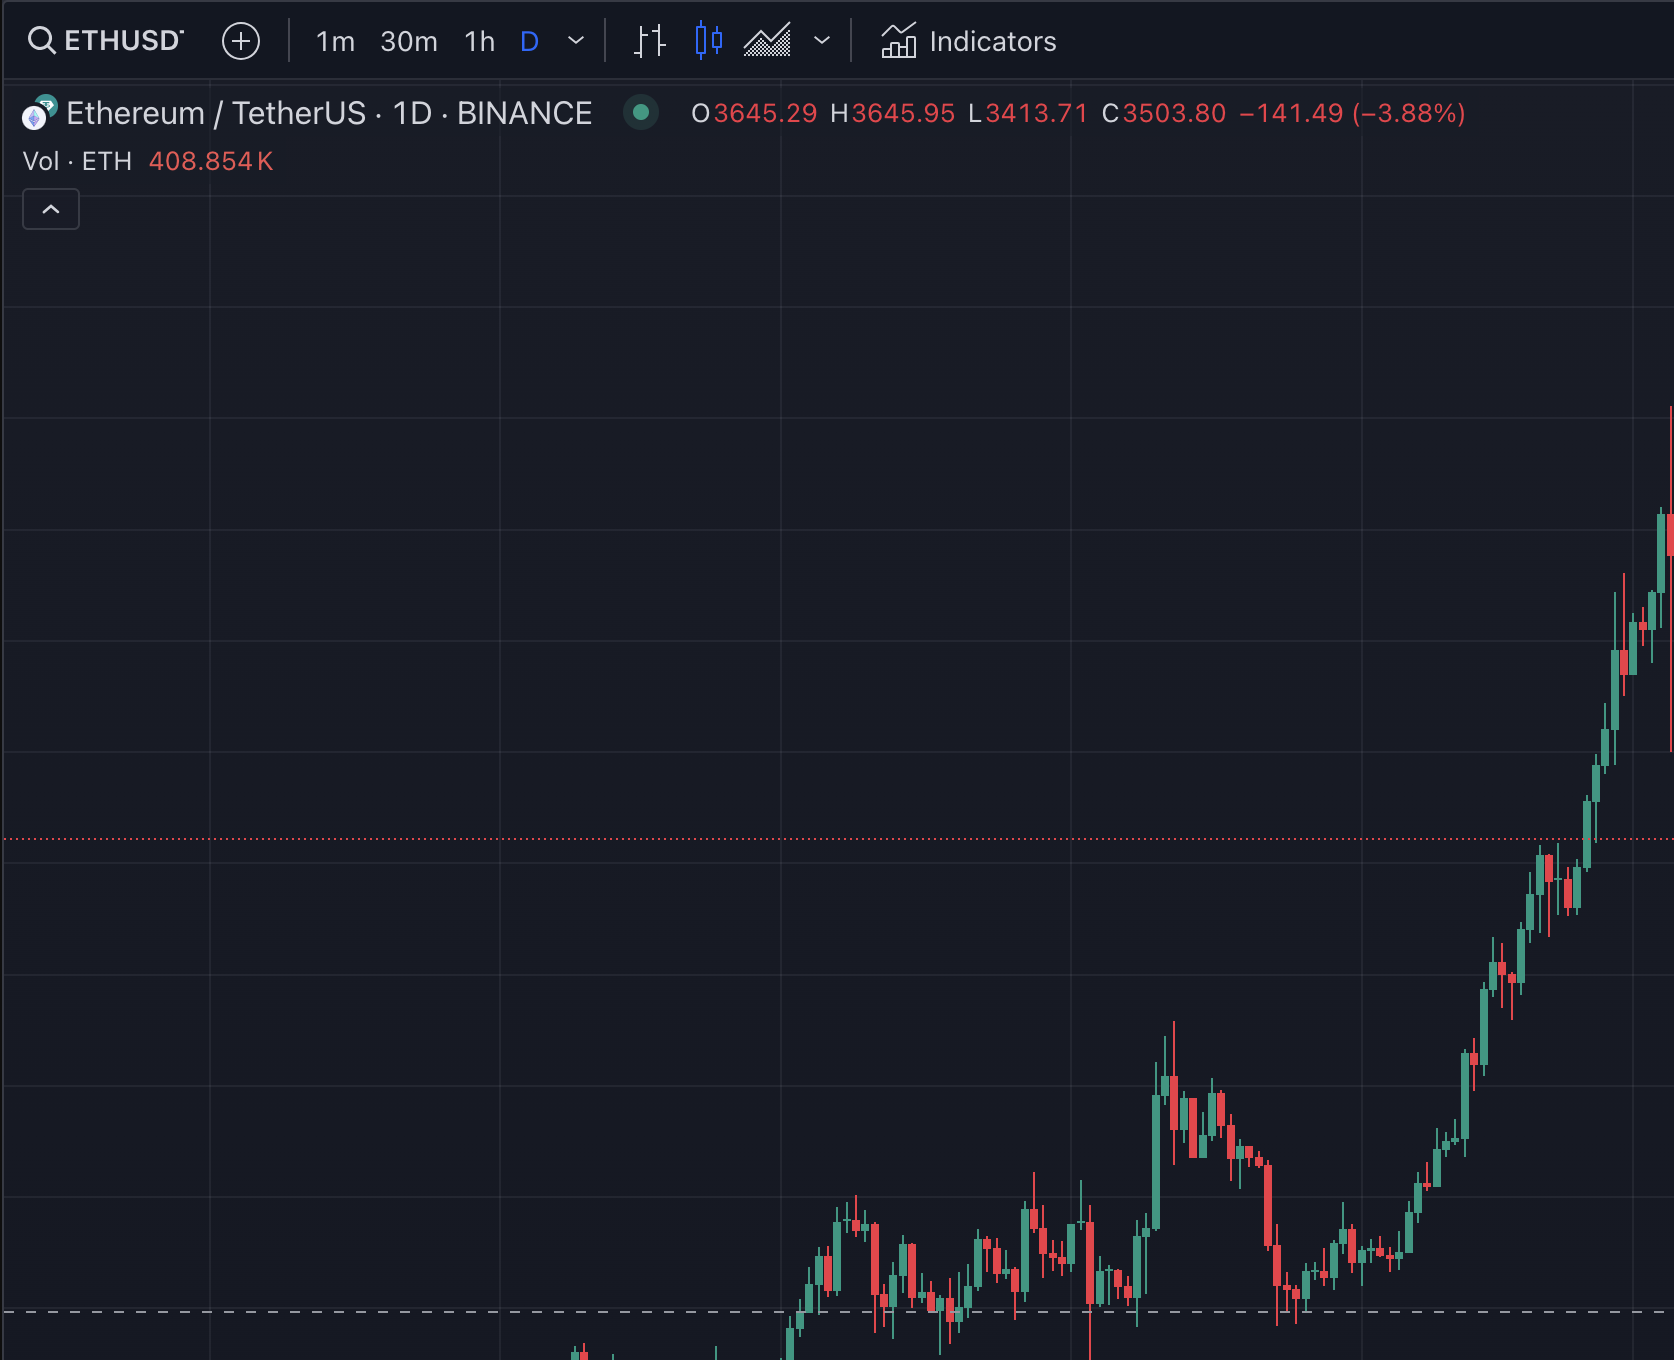 ETHUSD 1m 30m 1h D Indicators
Ethereum / TetherUS · 1D · BINANCE O3645.29 H3645.95 L3413.71 C3503.80 −141.49 (−3.88%)
Vol · ETH 408.854K